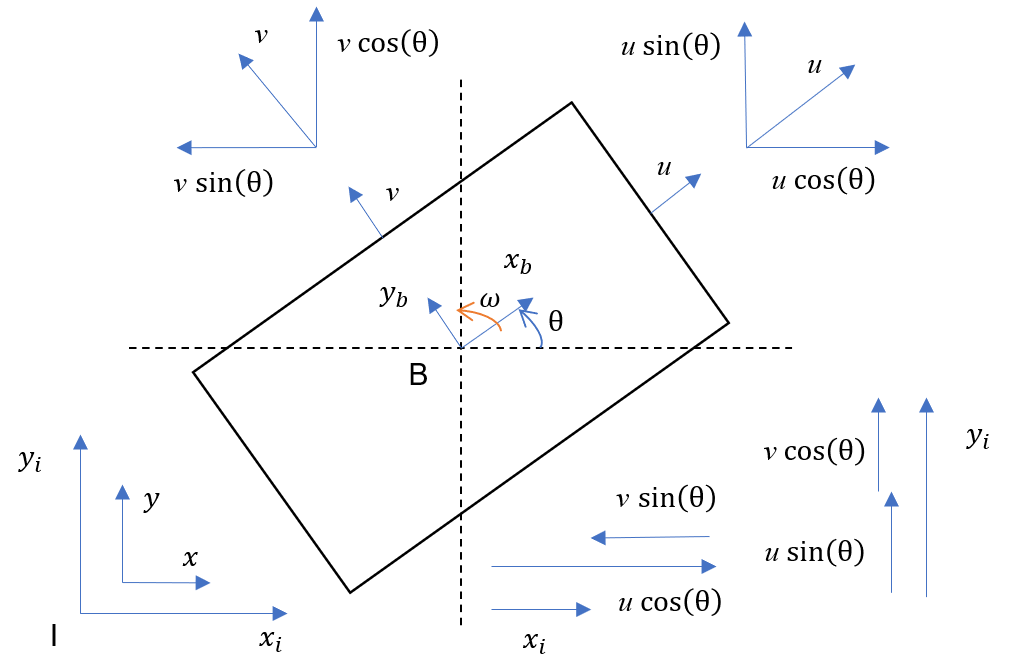 v
v cos(θ)
v sin(θ)
u sin(θ)
u
u cos(θ)
v
u
x_b
y_b
ω
θ
B
y_i
y
x
I
x_i
v sin(θ)
u cos(θ)
x_i
v cos(θ)
y_i
u sin(θ)